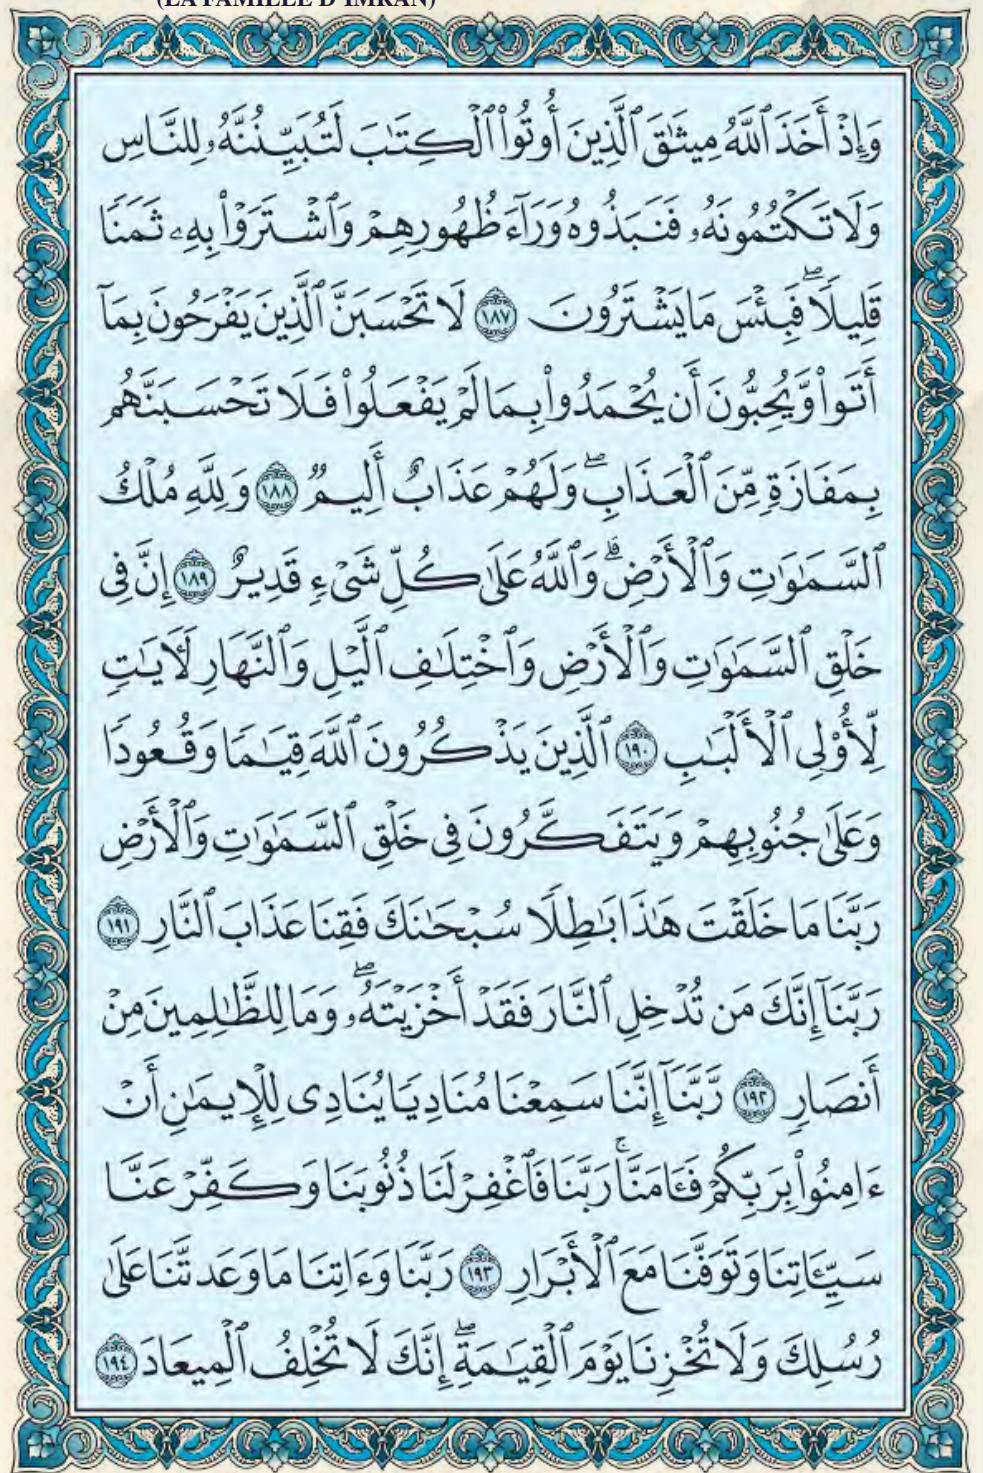 (LA FAMILLE D'IMRAN)
وَإِذْ أَخَذَ ٱللَّهُ مِيثَٰقَ ٱلَّذِينَ أُوتُوا۟ ٱلْكِتَٰبَ لَتُبَيِّنُنَّهُۥ لِلنَّاسِ
وَلَا تَكْتُمُونَهُۥ فَنَبَذُوهُ وَرَآءَ ظُهُورِهِمْ وَٱشْتَرَوْا۟ بِهِۦ ثَمَنًا
قَلِيلًا ۖ فَبِئْسَ مَا يَشْتَرُونَ ١٨٧ لَا تَحْسَبَنَّ ٱلَّذِينَ يَفْرَحُونَ بِمَآ
أَتَوا۟ وَّيُحِبُّونَ أَن يُحْمَدُوا۟ بِمَا لَمْ يَفْعَلُوا۟ فَلَا تَحْسَبَنَّهُم
بِمَفَازَةٍ مِّنَ ٱلْعَذَابِ ۖ وَلَهُمْ عَذَابٌ أَلِيمٌ ١٨٨ وَلِلَّهِ مُلْكُ
ٱلسَّمَٰوَٰتِ وَٱلْأَرْضِ ۗ وَٱللَّهُ عَلَىٰ كُلِّ شَىْءٍ قَدِيرٌ ١٨٩ إِنَّ فِى
خَلْقِ ٱلسَّمَٰوَٰتِ وَٱلْأَرْضِ وَٱخْتِلَٰفِ ٱلَّيْلِ وَٱلنَّهَارِ لَـَٔايَٰتٍ
لِّأُو۟لِى ٱلْأَلْبَٰبِ ١٩٠ ٱلَّذِينَ يَذْكُرُونَ ٱللَّهَ قِيَٰمًا وَقُعُودًا
وَعَلَىٰ جُنُوبِهِمْ وَيَتَفَكَّرُونَ فِى خَلْقِ ٱلسَّمَٰوَٰتِ وَٱلْأَرْضِ
رَبَّنَا مَا خَلَقْتَ هَٰذَا بَٰطِلًا سُبْحَٰنَكَ فَقِنَا عَذَابَ ٱلنَّارِ ١٩١
رَبَّنَآ إِنَّكَ مَن تُدْخِلِ ٱلنَّارَ فَقَدْ أَخْزَيْتَهُۥ ۖ وَمَا لِلظَّٰلِمِينَ مِنْ
أَنصَارٍ ١٩٢ رَّبَّنَآ إِنَّنَا سَمِعْنَا مُنَادِيًا يُنَادِى لِلْإِيمَٰنِ أَنْ
ءَامِنُوا۟ بِرَبِّكُمْ فَـَٔامَنَّا ۚ رَبَّنَا فَٱغْفِرْ لَنَا ذُنُوبَنَا وَكَفِّرْ عَنَّا
سَيِّـَٔاتِنَا وَتَوَفَّنَا مَعَ ٱلْأَبْرَارِ ١٩٣ رَبَّنَا وَءَاتِنَا مَا وَعَدتَّنَا عَلَىٰ
رُسُلِكَ وَلَا تُخْزِنَا يَوْمَ ٱلْقِيَٰمَةِ ۖ إِنَّكَ لَا تُخْلِفُ ٱلْمِيعَادَ ١٩٤